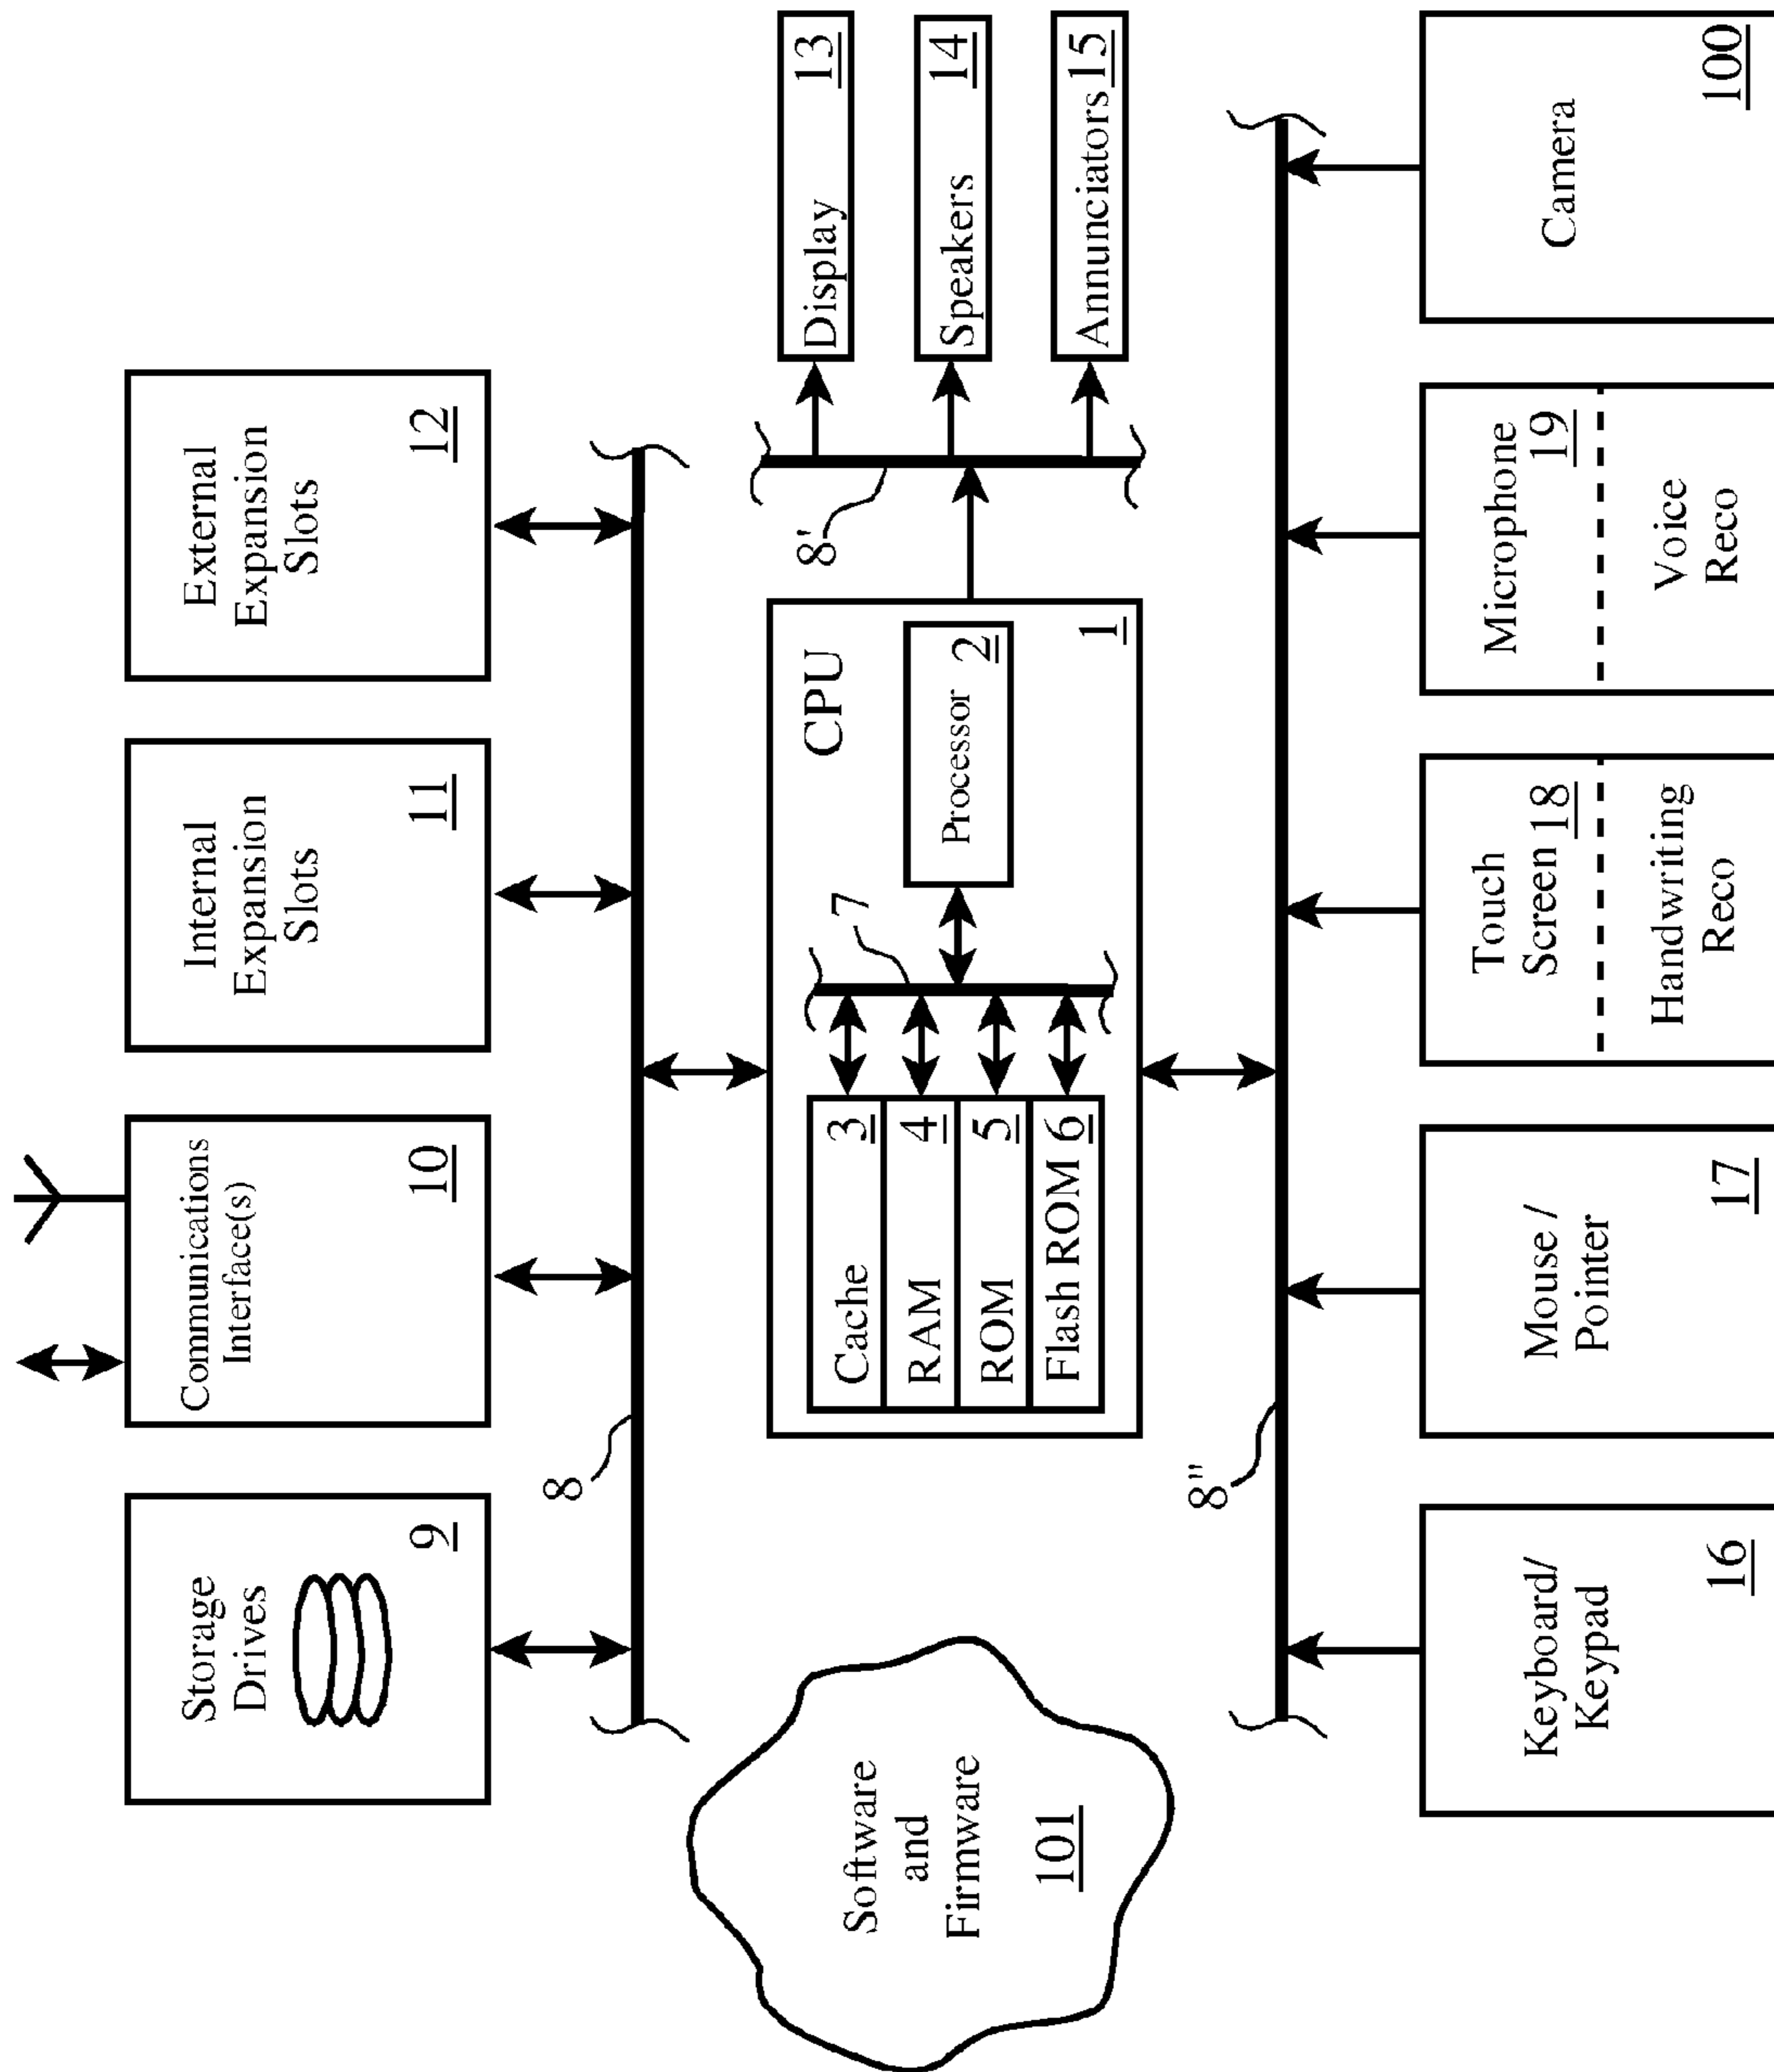 Storage
Drives
9
Communications
Interface(s)
10
Internal
Expansion
Slots
11
External
Expansion
Slots
12
8
Software
and
Firmware
101
CPU
1
Cache 3
RAM 4
ROM 5
Flash ROM 6
7
Processor 2
8'
Display 13
Speakers 14
Annunciators 15
8"
Keyboard/
Keypad
16
Mouse /
Pointer
17
Touch
Screen 18
Handwriting
Reco
Microphone
19
Voice
Reco
Camera
100